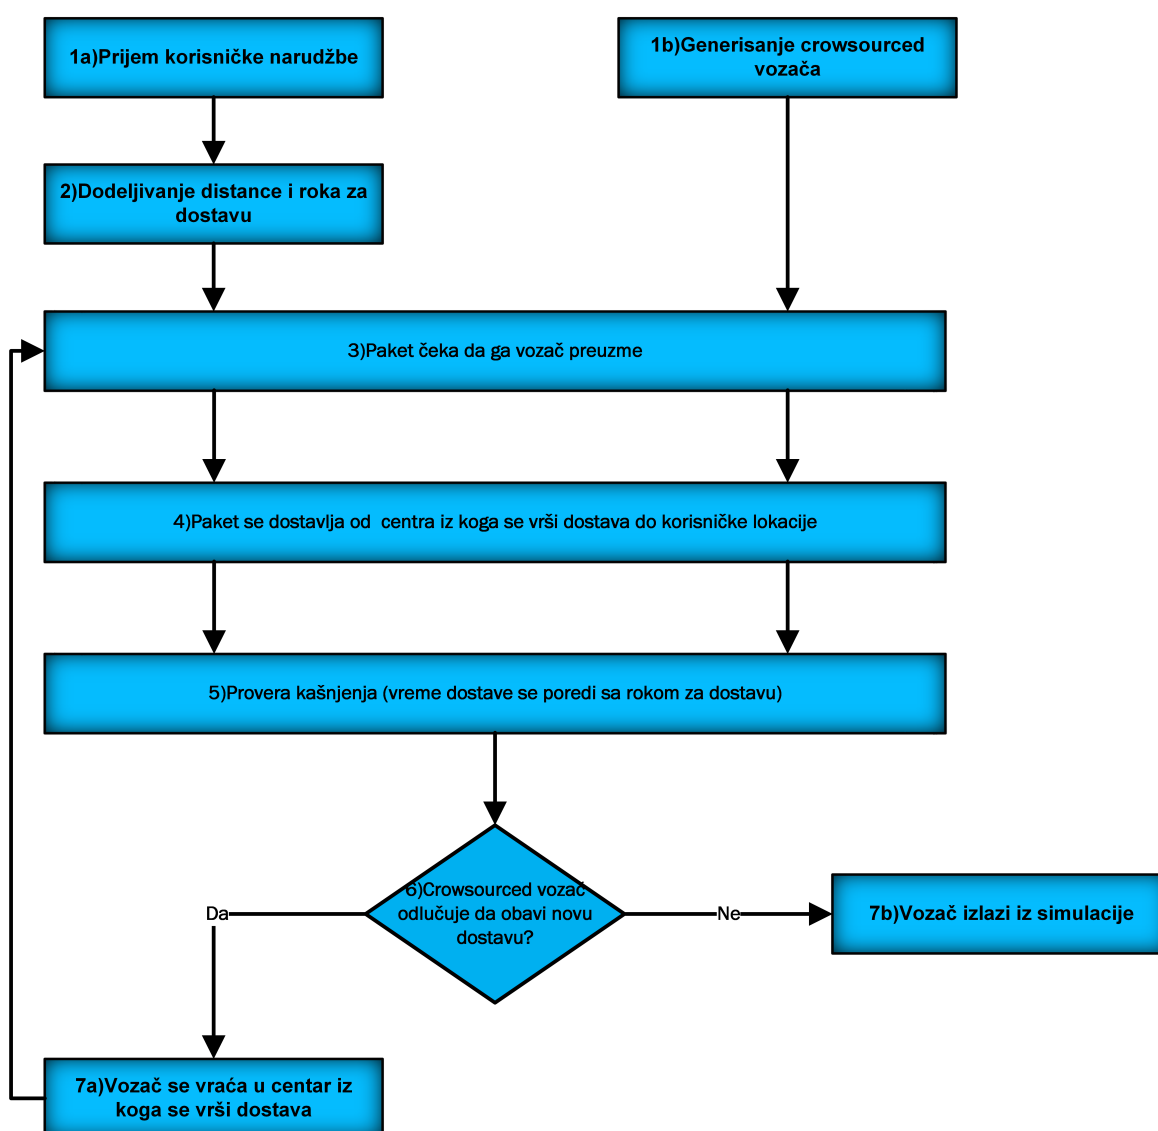 1a)Prijem korisničke narudžbe
1b)Generisanje crowsourced
vozača
2)Dodeljivanje distance i roka za
dostavu
3)Paket čeka da ga vozač preuzme
4)Paket se dostavlja od  centra iz koga se vrši dostava do korisničke lokacije
5)Provera kašnjenja (vreme dostave se poredi sa rokom za dostavu)
6)Crowsourced vozač
odlučuje da obavi novu
dostavu?
Da
Ne
7b)Vozač izlazi iz simulacije
7a)Vozač se vraća u centar iz
koga se vrši dostava